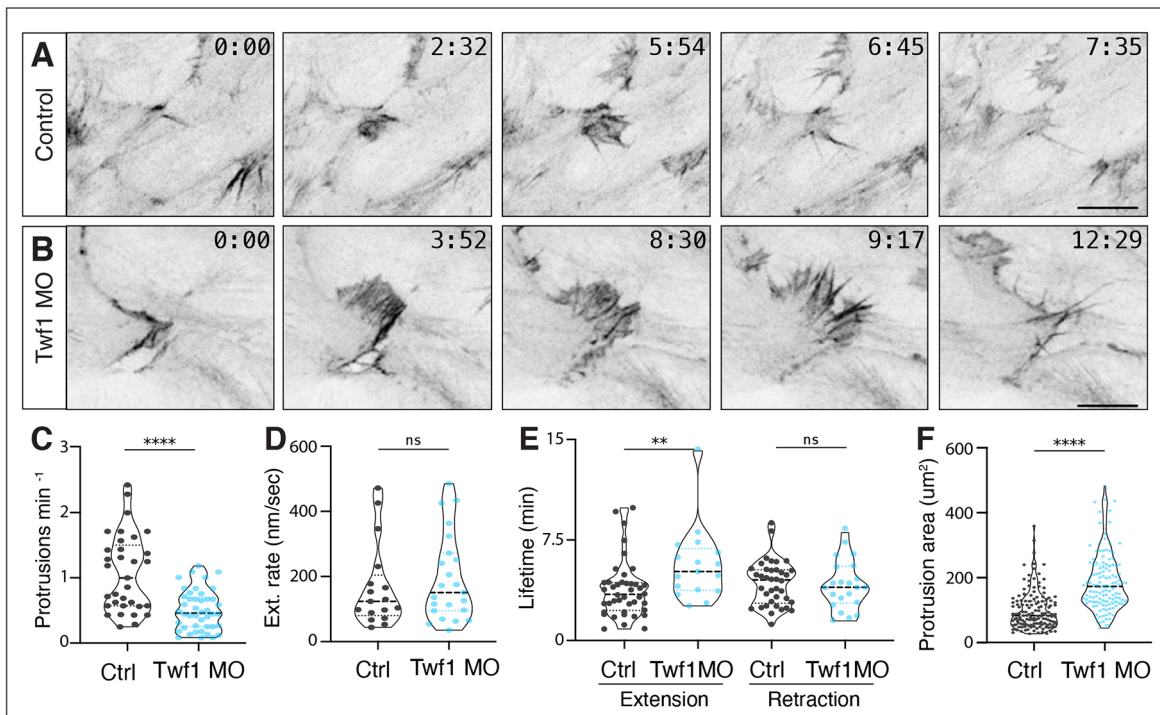 A
Control
0:00
2:32
5:54
6:45
7:35
B
Twf1 MO
0:00
3:52
8:30
9:17
12:29
C
Protrusions min -1
3
2
1
0
****
Ctrl
Twf1 MO
D
Ext. rate (nm/sec)
600
400
200
0
ns
Ctrl
Twf1 MO
E
Lifetime (min)
15
7.5
0
**
ns
Ctrl
Twf1MO
Ctrl
Twf1MO
Extension
Retraction
F
Protrusion area (um²)
600
400
200
0
****
Ctrl
Twf1 MO